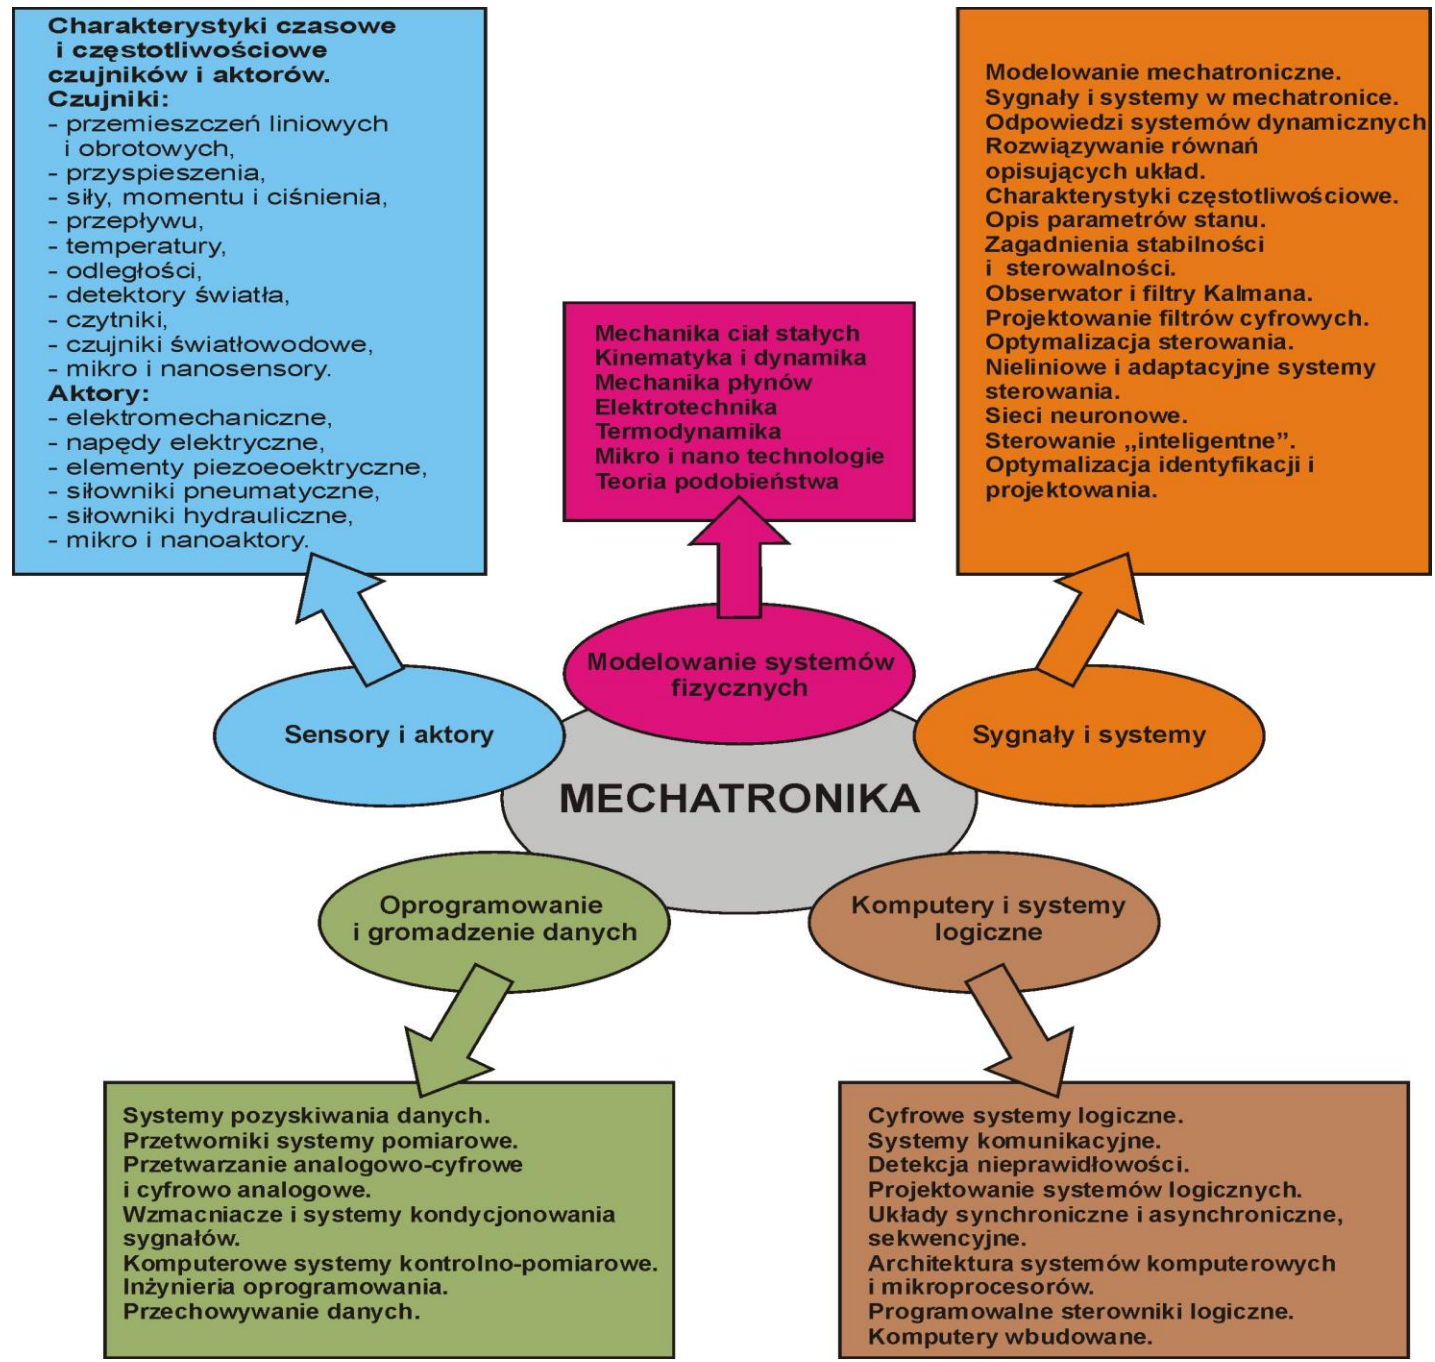 Charakterystyki czasowe
i częstotliwościowe
czujników i aktorów.
Czujniki:
- przemieszczeń liniowych
i obrotowych,
- przyspieszenia,
- siły, momentu i ciśnienia,
- przepływu,
- temperatury,
- odległości,
- detektory światła,
- czytniki,
- czujniki światłowodowe,
- mikro i nanosensory.
Aktory:
- elektromechaniczne,
- napędy elektryczne,
- elementy piezoeoektryczne,
- siłowniki pneumatyczne,
- siłowniki hydrauliczne,
- mikro i nanoaktory.
Mechanika ciał stałych
Kinematyka i dynamika
Mechanika płynów
Elektrotechnika
Termodynamika
Mikro i nano technologie
Teoria podobieństwa
Modelowanie mechatroniczne.
Sygnały i systemy w mechatronice.
Odpowiedzi systemów dynamicznych
Rozwiązywanie równań
opisujących układ.
Charakterystyki częstotliwościowe.
Opis parametrów stanu.
Zagadnienia stabilności
i sterowalności.
Obserwator i filtry Kalmana.
Projektowanie filtrów cyfrowych.
Optymalizacja sterowania.
Nieliniowe i adaptacyjne systemy
sterowania.
Sieci neuronowe.
Sterowanie „inteligentne”.
Optymalizacja identyfikacji i
projektowania.
Sensory i aktory
Modelowanie systemów
fizycznych
Sygnały i systemy
MECHATRONIKA
Oprogramowanie
i gromadzenie danych
Komputery i systemy
logiczne
Systemy pozyskiwania danych.
Przetworniki systemy pomiarowe.
Przetwarzanie analogowo-cyfrowe
i cyfrowo analogowe.
Wzmacniacze i systemy kondycjonowania
sygnałów.
Komputerowe systemy kontrolno-pomiarowe.
Inżynieria oprogramowania.
Przechowywanie danych.
Cyfrowe systemy logiczne.
Systemy komunikacyjne.
Detekcja nieprawidłowości.
Projektowanie systemów logicznych.
Układy synchroniczne i asynchroniczne,
sekwencyjne.
Architektura systemów komputerowych
i mikroprocesorów.
Programowalne sterowniki logiczne.
Komputery wbudowane.